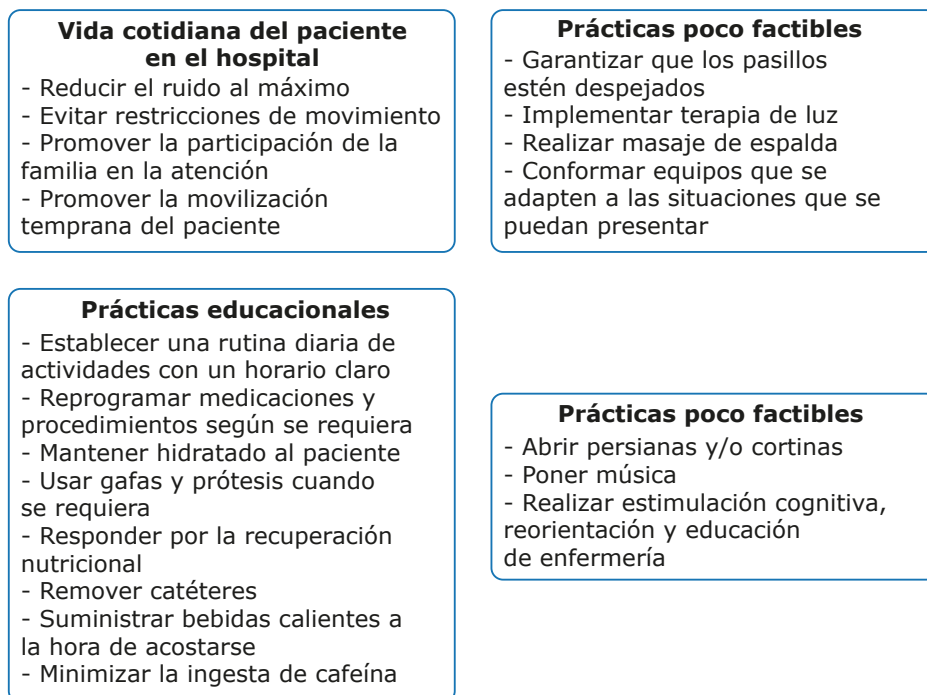 Vida cotidiana del paciente
en el hospital
- Reducir el ruido al máximo
- Evitar restricciones de movimiento
- Promover la participación de la
familia en la atención
- Promover la movilización
temprana del paciente
Prácticas poco factibles
- Garantizar que los pasillos
estén despejados
- Implementar terapia de luz
- Realizar masaje de espalda
- Conformar equipos que se
adapten a las situaciones que se
puedan presentar
Prácticas educacionales
- Establecer una rutina diaria de
actividades con un horario claro
- Reprogramar medicaciones y
procedimientos según se requiera
- Mantener hidratado al paciente
- Usar gafas y prótesis cuando
se requiera
- Responder por la recuperación
nutricional
- Remover catéteres
- Suministrar bebidas calientes a
la hora de acostarse
- Minimizar la ingesta de cafeína
Prácticas poco factibles
- Abrir persianas y/o cortinas
- Poner música
- Realizar estimulación cognitiva,
reorientación y educación
de enfermería